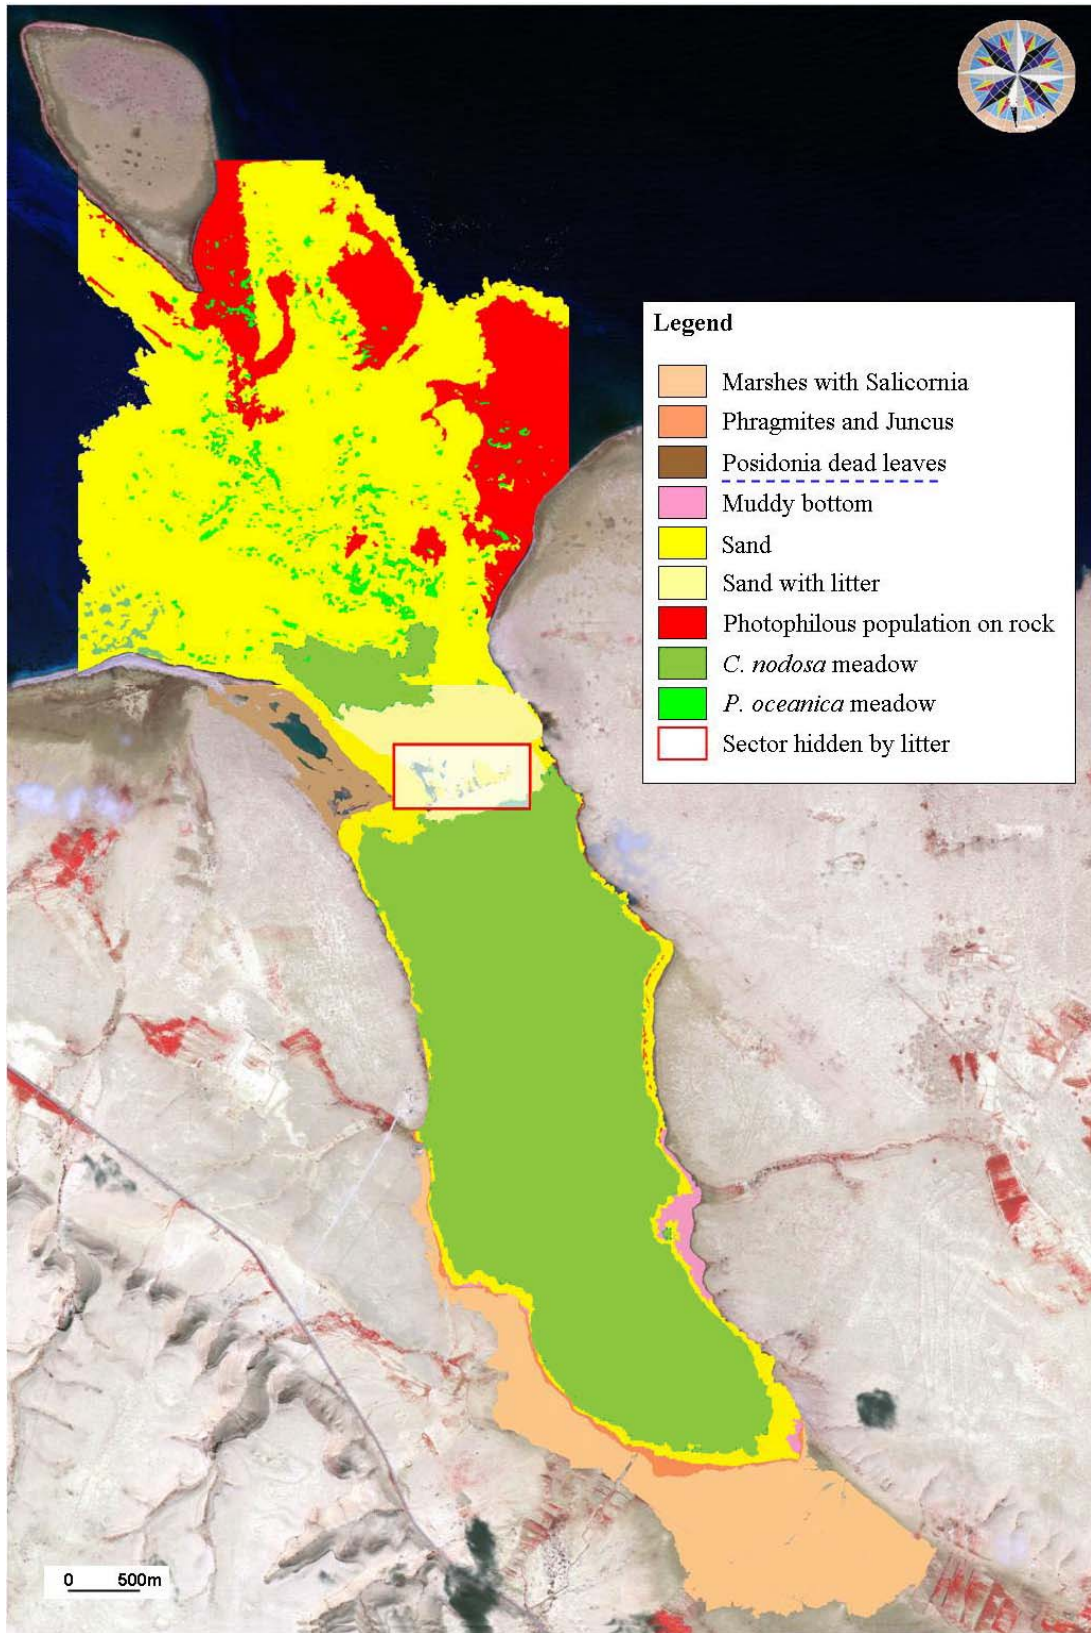 Legend
Marshes with Salicornia
Phragmites and Juncus
Posidonia dead leaves
Muddy bottom
Sand
Sand with litter
Photophilous population on rock
C. nodosa meadow
P. oceanica meadow
Sector hidden by litter
0 500m